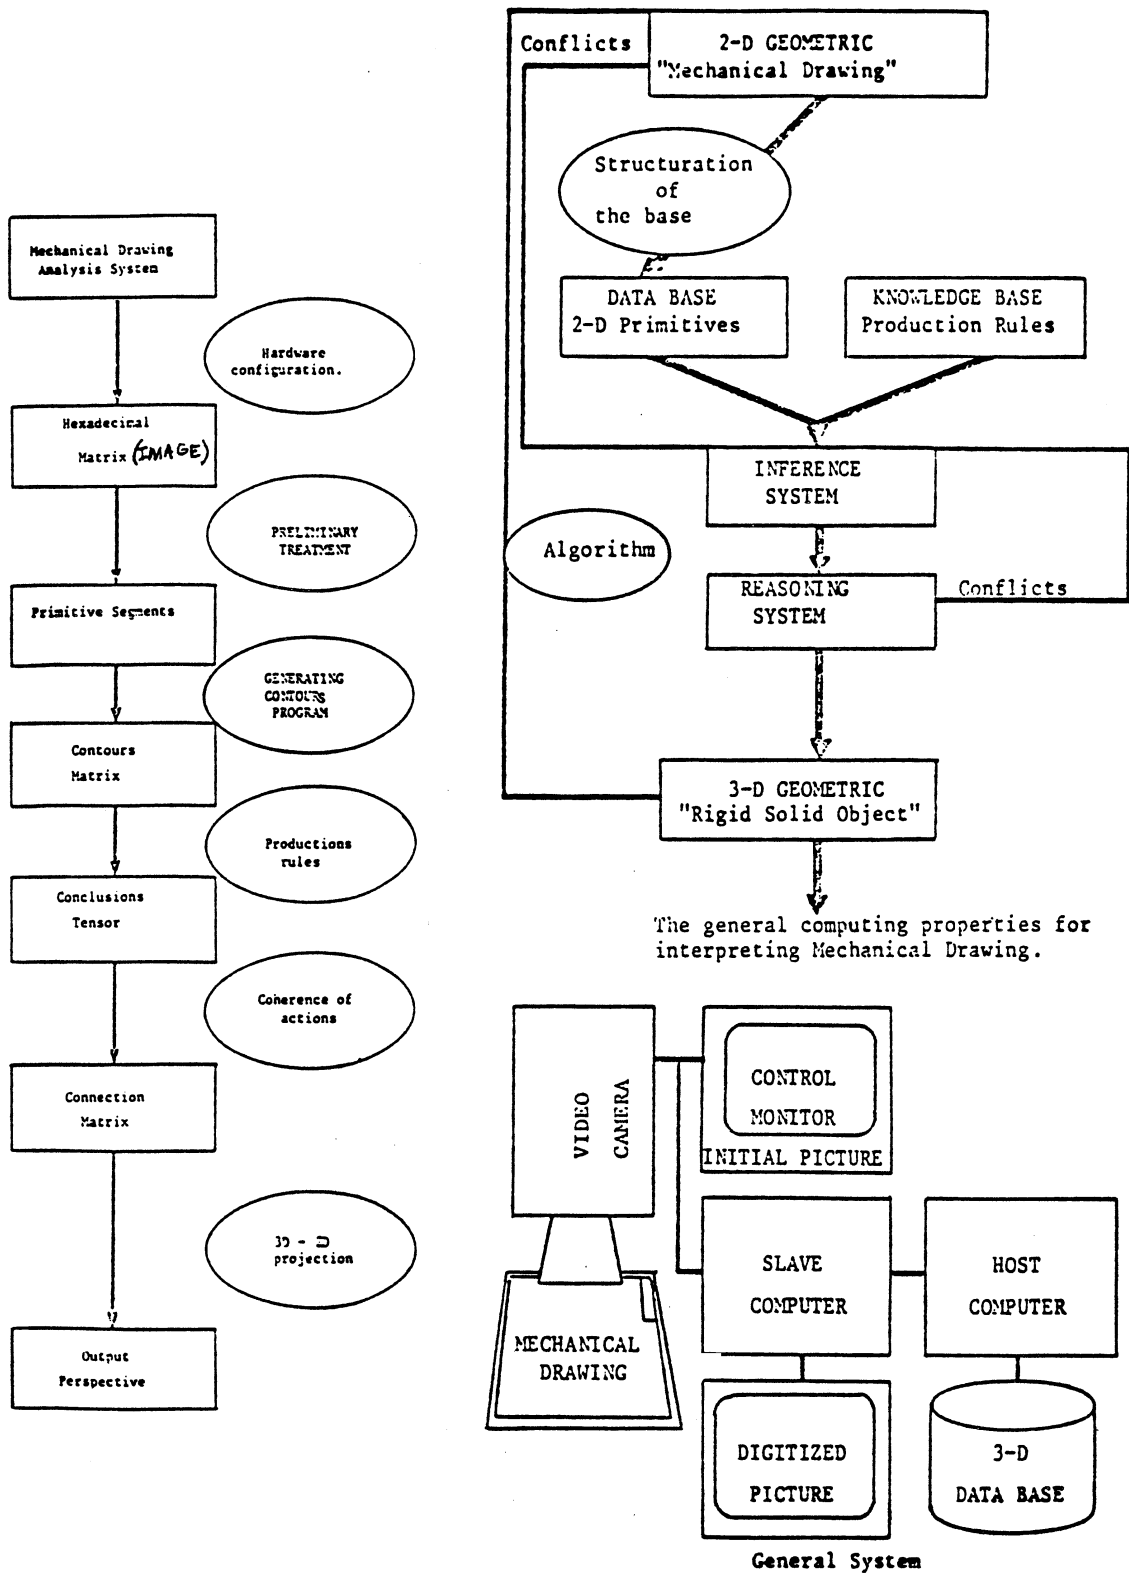 Mechanical Drawing
Analysis System
Hardware
configuration.
Hexadecimal
Matrix (IMAGE)
PRELIMINARY
TREATMENT
Primitive Segments
GENERATING
CONTOURS
PROGRAM
Contours
Matrix
Productions
rules
Conclusions
Tensor
Coherence of
actions
Connection
Matrix
projection
Output
Perspective
Conflicts
2-D GEOMETRIC
"Mechanical Drawing"
Structuration
of
the base
DATA BASE
2-D Primitives
KNOWLEDGE BASE
Production Rules
INFERENCE
SYSTEM
Algorithm
REASONING
SYSTEM
Conflicts
3-D GEOMETRIC
"Rigid Solid Object"
The general computing properties for
interpreting Mechanical Drawing.
VIDEO
CAMERA
CONTROL
MONITOR
INITIAL PICTURE
MECHANICAL
DRAWING
SLAVE
COMPUTER
HOST
COMPUTER
DIGITIZED
PICTURE
3-D
DATA BASE
General System